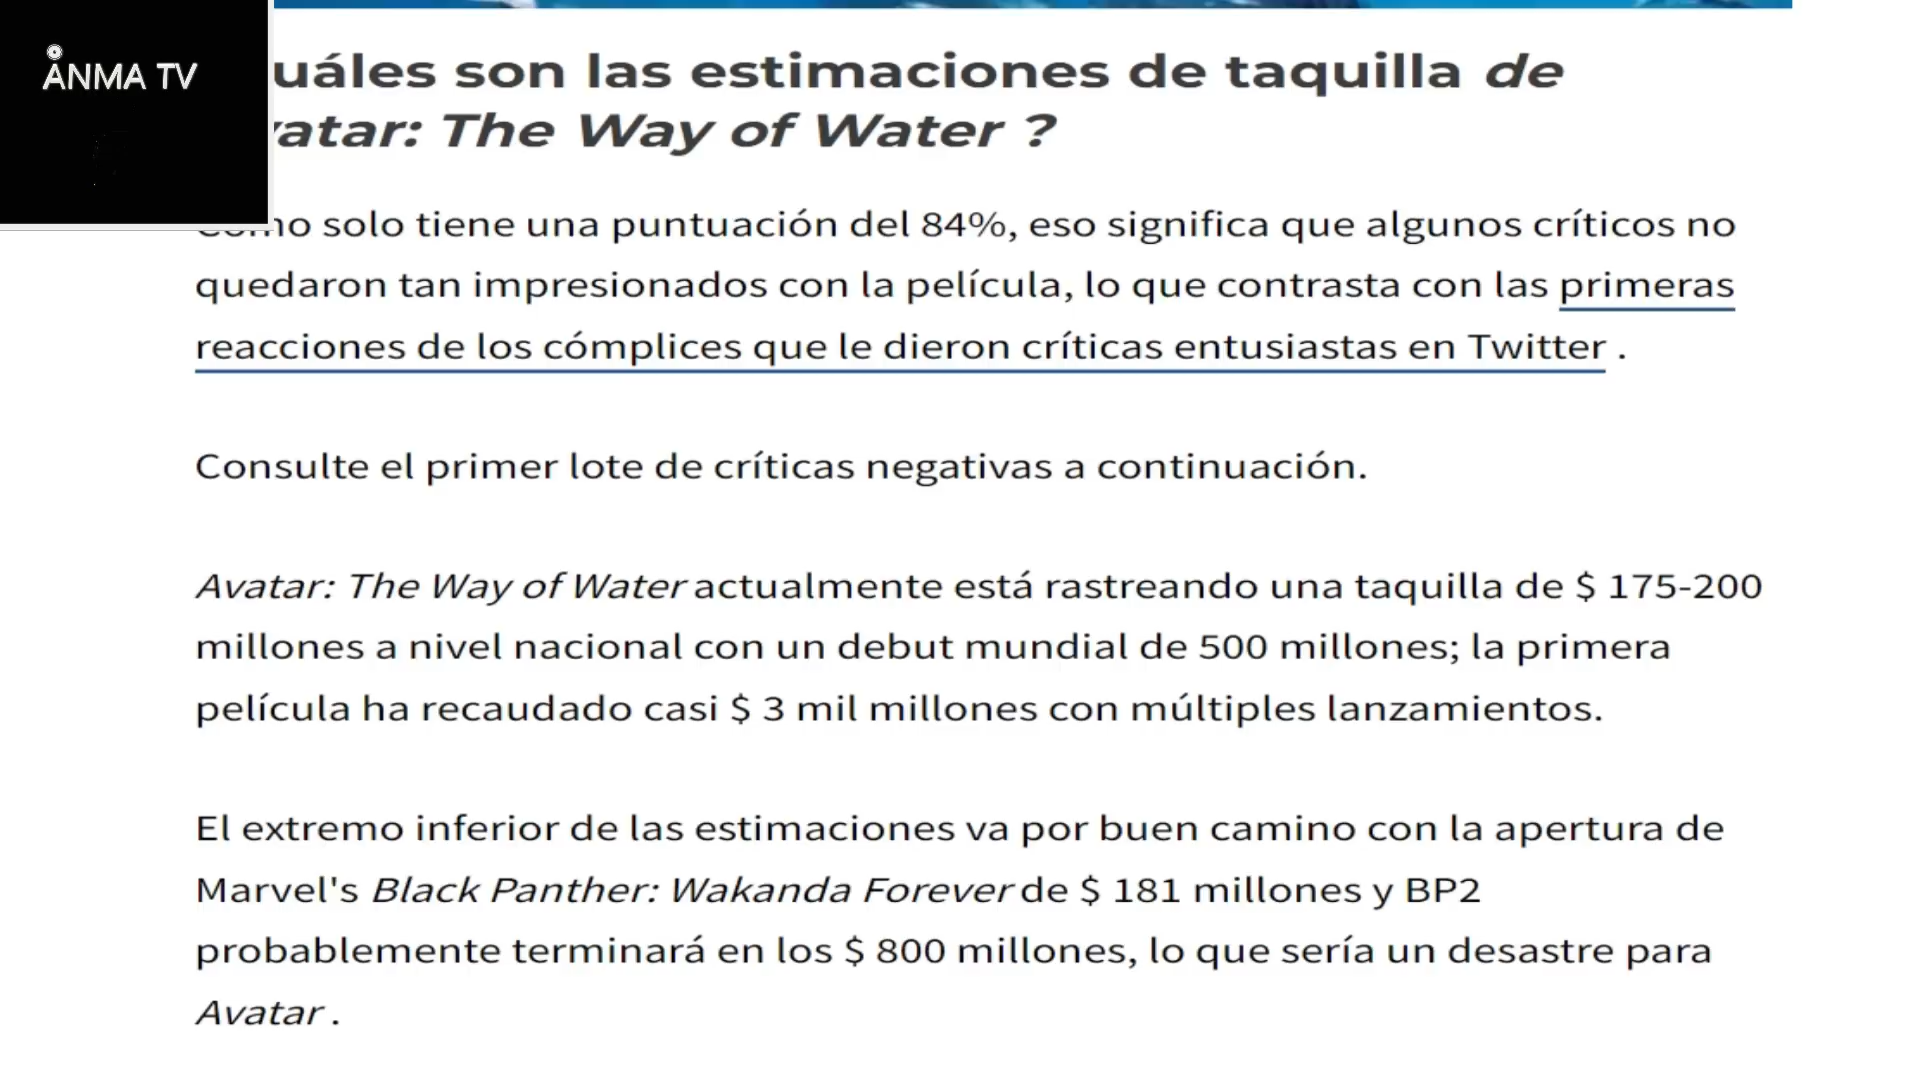 ANMA TV
uáles son las estimaciones de taquilla de
vatar: The Way of Water ?
Como solo tiene una puntuación del 84%, eso significa que algunos críticos no
quedaron tan impresionados con la película, lo que contrasta con las primeras
reacciones de los cómplices que le dieron críticas entusiastas en Twitter .
Consulte el primer lote de críticas negativas a continuación.
Avatar: The Way of Water actualmente está rastreando una taquilla de $ 175-200
millones a nivel nacional con un debut mundial de 500 millones; la primera
película ha recaudado casi $ 3 mil millones con múltiples lanzamientos.
El extremo inferior de las estimaciones va por buen camino con la apertura de
Marvel's Black Panther: Wakanda Forever de $ 181 millones y BP2
probablemente terminará en los $ 800 millones, lo que sería un desastre para
Avatar .